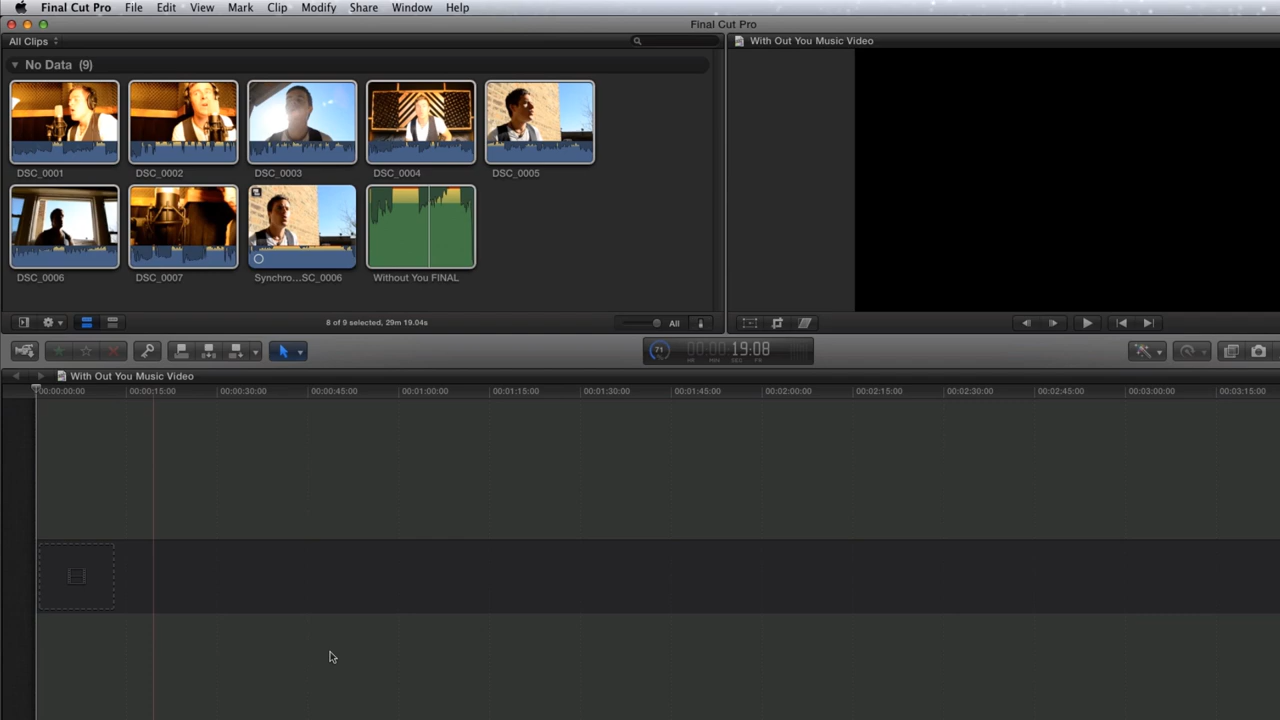 Final Cut Pro File Edit View Mark Clip Modify Share Window Help
Final Cut Pro
All Clips
With Out You Music Video
No Data (9)
DSC_0001 DSC_0002 DSC_0003 DSC_0004 DSC_0005
DSC_0006 DSC_0007 Synchro...SC_0006 Without You FINAL
8 of 9 selected, 29m 19.04s
All
71 00:00:19:08
HR MIN SEC FR
With Out You Music Video
00:00:00:00 00:00:15:00 00:00:30:00 00:00:45:00 00:01:00:00 00:01:15:00 00:01:30:00 00:01:45:00 00:02:00:00 00:02:15:00 00:02:30:00 00:02:45:00 00:03:00:00 00:03:15:00